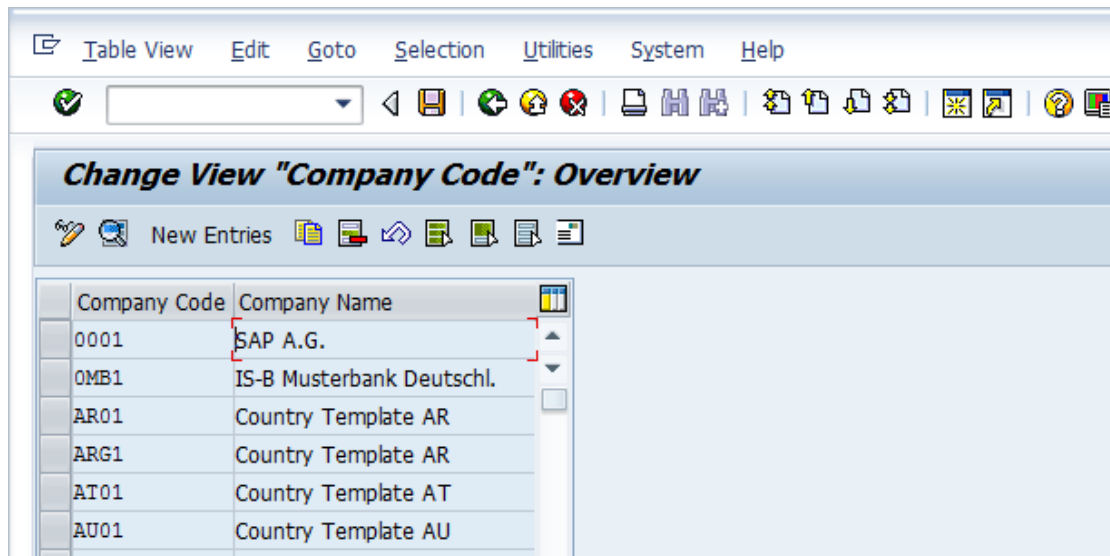 Table View Edit Goto Selection Utilities System Help
Change View "Company Code": Overview
New Entries
Company Code Company Name
0001 SAP A.G.
0MB1 IS-B Musterbank Deutschl.
AR01 Country Template AR
ARG1 Country Template AR
AT01 Country Template AT
AU01 Country Template AU